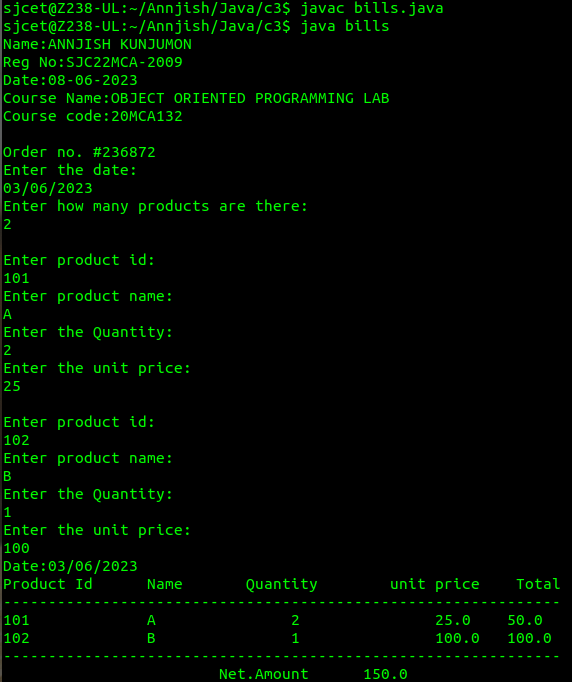 sjcet@Z238-UL:~/Annjish/Java/c3$ javac bills.java
sjcet@Z238-UL:~/Annjish/Java/c3$ java bills
Name:ANNJISH KUNJUMON
Reg No:SJC22MCA-2009
Date:08-06-2023
Course Name:OBJECT ORIENTED PROGRAMMING LAB
Course code:20MCA132

Order no. #236872
Enter the date:
03/06/2023
Enter how many products are there:
2

Enter product id:
101
Enter product name:
A
Enter the Quantity:
2
Enter the unit price:
25

Enter product id:
102
Enter product name:
B
Enter the Quantity:
1
Enter the unit price:
100
Date:03/06/2023
Product Id      Name       Quantity        unit price    Total
--------------------------------------------------------------
101             A               2               25.0    50.0
102             B               1               100.0   100.0
--------------------------------------------------------------
                        Net.Amount      150.0